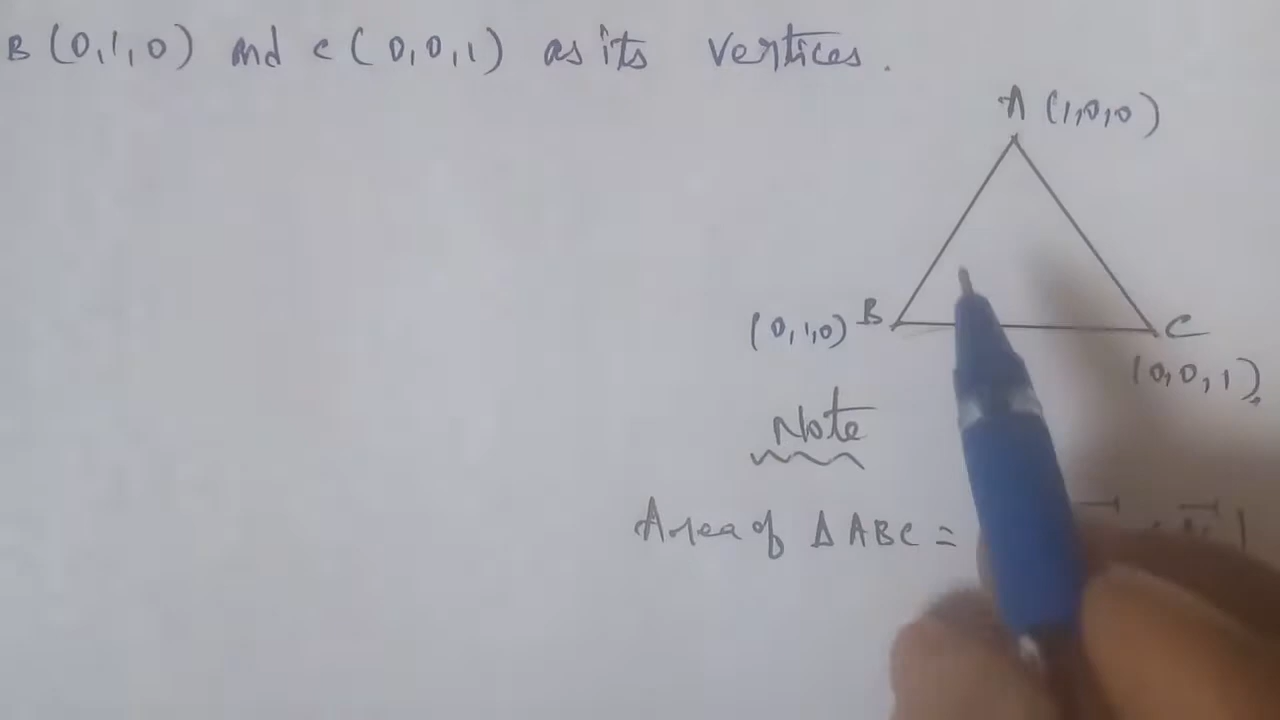 B (0,1,0) and C (0,0,1) as its vertices.
A (1,0,0)
(0,1,0) B
C
(0,0,1)
Note
Area of Δ ABC =